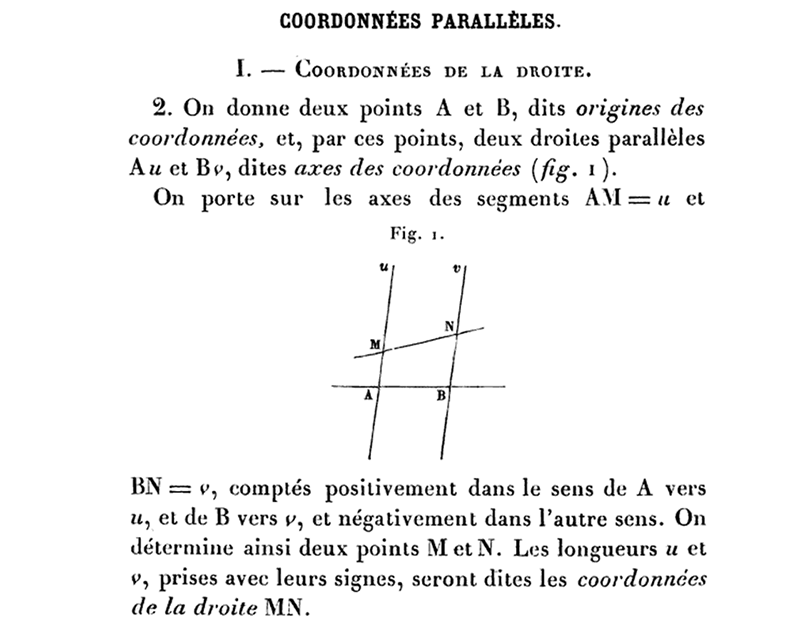 COORDONNÉES PARALLÈLES.
I. — COORDONNÉES DE LA DROITE.
2. On donne deux points A et B, dits origines des
coordonnées, et, par ces points, deux droites parallèles
Au et Bv, dites axes des coordonnées (fig. 1).
On porte sur les axes des segments AM = u et
Fig. 1.
u v
N
M
A B
BN = v, comptés positivement dans le sens de A vers
u, et de B vers v, et négativement dans l'autre sens. On
détermine ainsi deux points M et N. Les longueurs u et
v, prises avec leurs signes, seront dites les coordonnées
de la droite MN.